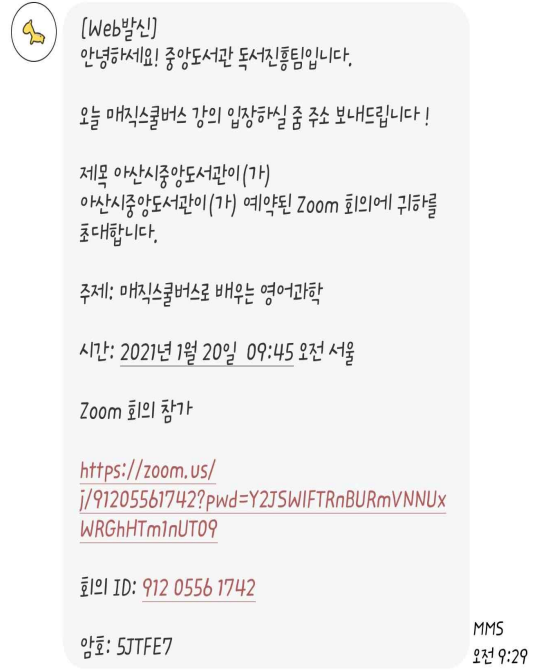 [Web발신]
안녕하세요! 중앙도서관 독서진흥팀입니다.
오늘 매직스쿨버스 강의 입장하실 줌 주소 보내드립니다!
제목 아산시중앙도서관이(가)
아산시중앙도서관이(가) 예약된 Zoom 회의에 귀하를
초대합니다.
주제: 매직스쿨버스로 배우는 영어과학
시간: 2021년 1월 20일 09:45 오전 서울
Zoom 회의 참가
https://zoom.us/
j/91205561742?pwd=Y2JSWlFTRnBURmVNNUx
WRGhHTm1nUT09
회의 ID: 912 0556 1742
암호: 5JTFE7
MMS
오전 9:29